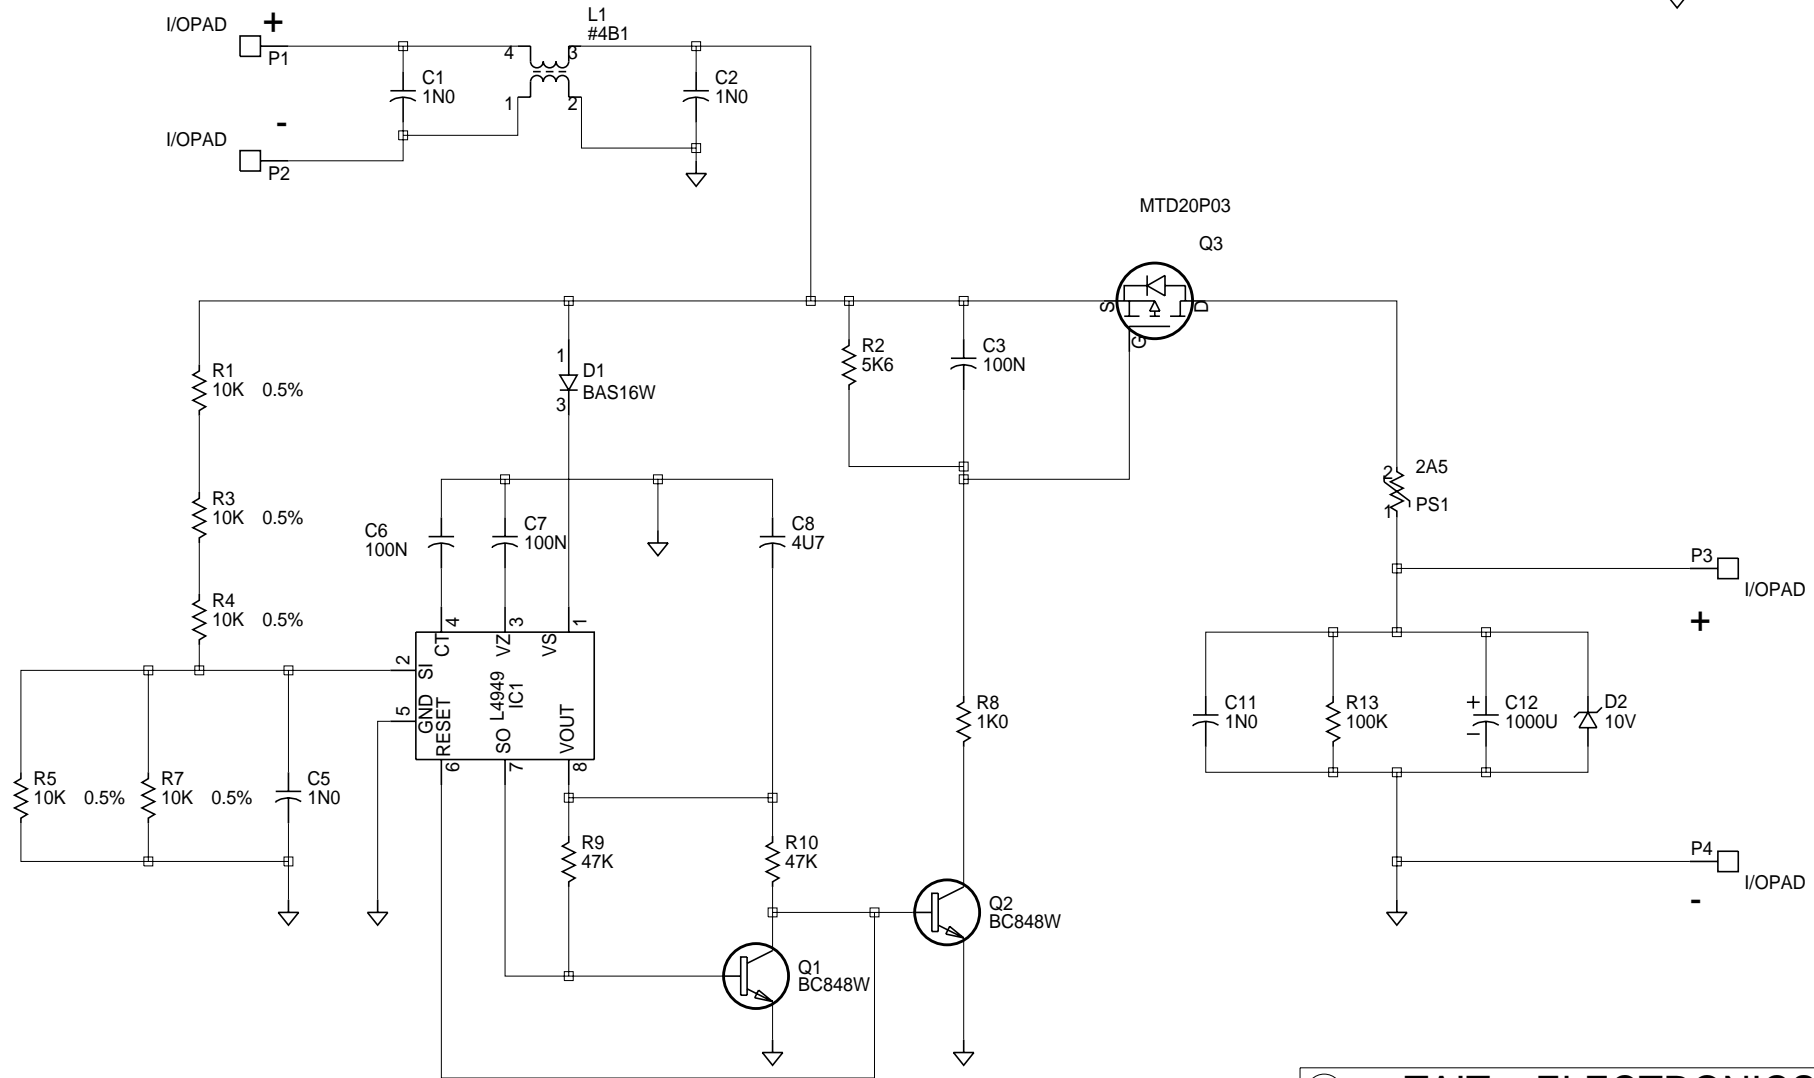 I/OPAD
+
P1
-
I/OPAD
P2
C1
1N0
L1
#4B1
4
3
1
2
C2
1N0
MTD20P03
Q3
S
D
G
R1
10K 0.5%
R3
10K 0.5%
R4
10K 0.5%
1
3
D1
BAS16W
R2
5K6
C3
100N
2
1
2A5
PS1
C6
100N
C7
100N
C8
4U7
P3
I/OPAD
+
4
3
1
CT
VZ
VS
2
SI
5
GND
RESET
SO
L4949
IC1
VOUT
6
7
8
R8
1K0
C11
1N0
R13
100K
+
C12
1000U
D2
10V
R5
10K 0.5%
R7
10K 0.5%
C5
1N0
R9
47K
R10
47K
P4
I/OPAD
-
Q2
BC848W
Q1
BC848W
TAIT ELECTRONICS